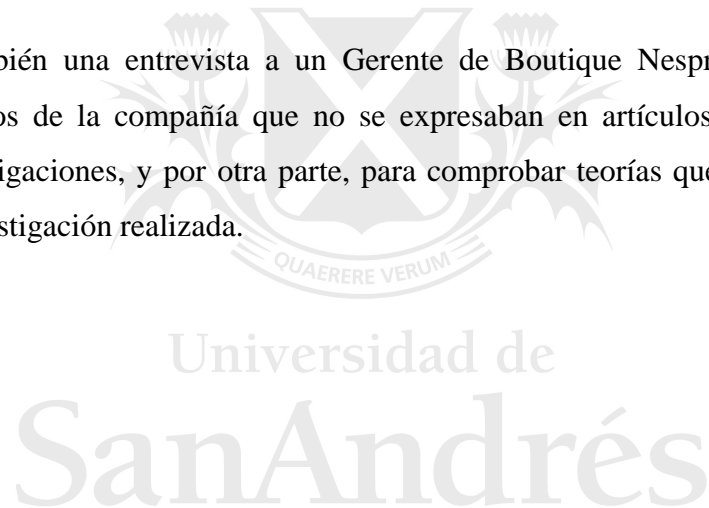 bién una entrevista a un Gerente de Boutique Nespr
os de la compañía que no se expresaban en artículos
igaciones, y por otra parte, para comprobar teorías que
stigación realizada.
QUAERERE VERUM
Universidad de
SanAndrés